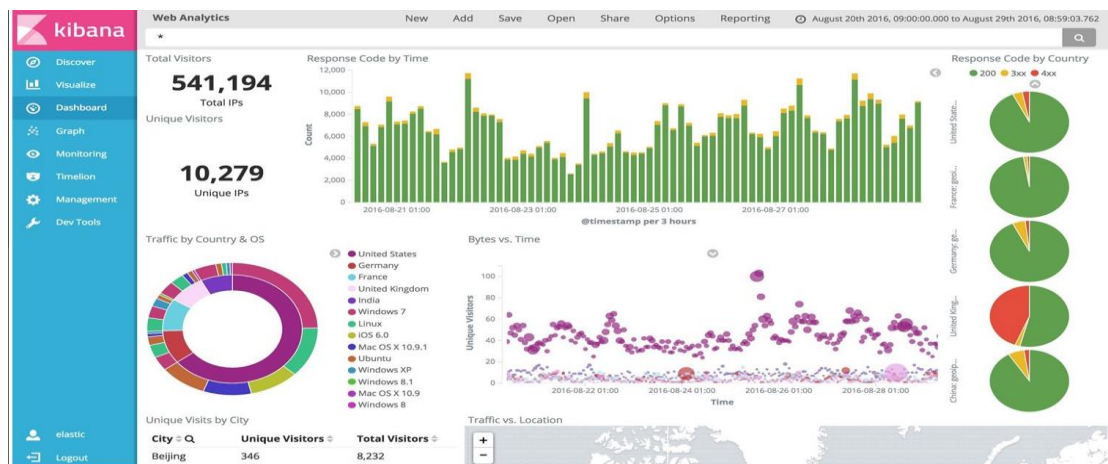 kibana
Discover
Visualize
Dashboard
Graph
Monitoring
Timelion
Management
Dev Tools
elastic
Logout
Web Analytics
New Add Save Open Share Options Reporting August 20th 2016, 09:00:00.000 to August 29th 2016, 08:59:03.762
*
Total Visitors
541,194
Total IPs
Unique Visitors
10,279
Unique IPs
Response Code by Time
Count
12,000
10,000
8,000
6,000
4,000
2,000
0
2016-08-21 01:00 2016-08-23 01:00 2016-08-25 01:00 2016-08-27 01:00
@timestamp per 3 hours
Response Code by Country
200 3xx 4xx
United State...
France: geoi...
Germany: ge...
United King...
China: geoip...
Traffic by Country & OS
United States
Germany
France
United Kingdom
India
Windows 7
Linux
iOS 6.0
Mac OS X 10.9.1
Ubuntu
Windows XP
Windows 8.1
Mac OS X 10.9
Windows 8
Bytes vs. Time
Unique Visitors
100
80
60
40
20
0
2016-08-22 01:00 2016-08-24 01:00 2016-08-26 01:00 2016-08-28 01:00
Time
Unique Visits by City
City Unique Visitors Total Visitors
Beijing 346 8,232
Traffic vs. Location
+
−